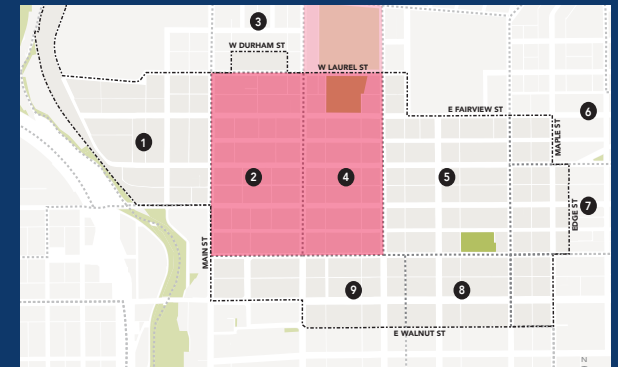 3
W DURHAM ST
W LAUREL ST
E FAIRVIEW ST
6
MAPLE ST
1
2
4
5
7
EDGE ST
MAIN ST
9
8
E WALNUT ST
N